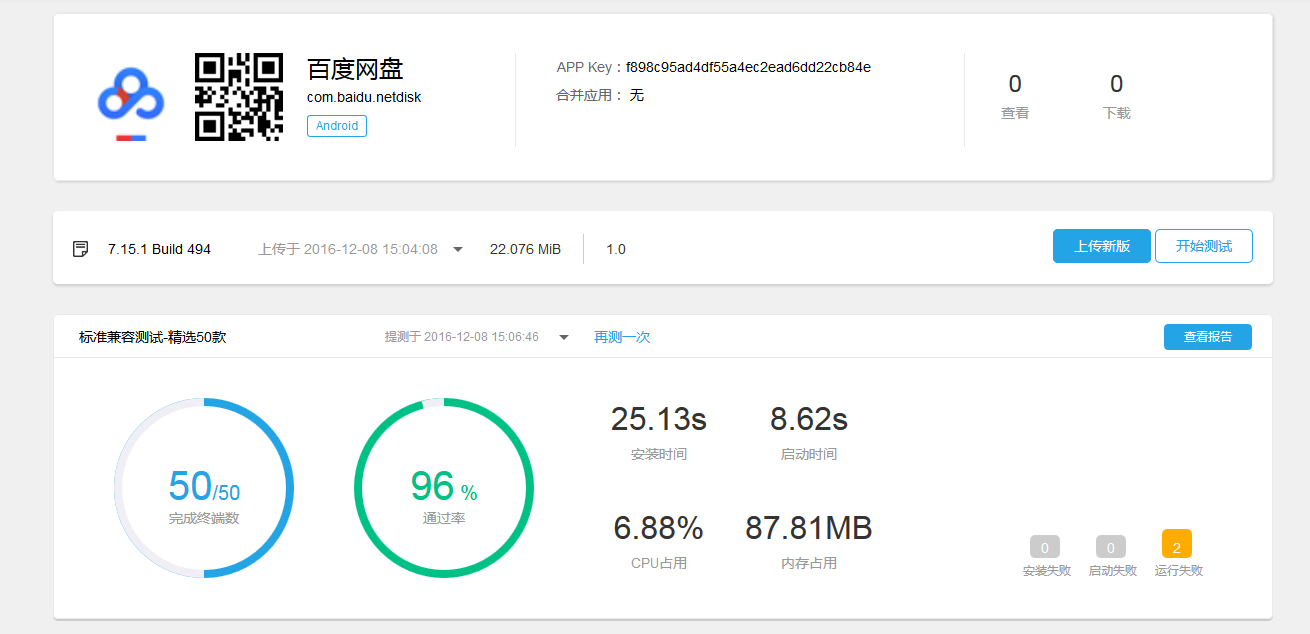 百度网盘
com.baidu.netdisk
Android
APP Key：f898c95ad4df55a4ec2ead6dd22cb84e
合并应用： 无
0
查看
0
下载
7.15.1 Build 494 上传于 2016-12-08 15:04:08 22.076 MiB 1.0 上传新版 开始测试
标准兼容测试-精选50款 提测于 2016-12-08 15:06:46 再测一次 查看报告
50/50
完成终端数
96 %
通过率
25.13s
安装时间
8.62s
启动时间
6.88%
CPU占用
87.81MB
内存占用
0
安装失败
0
启动失败
2
运行失败